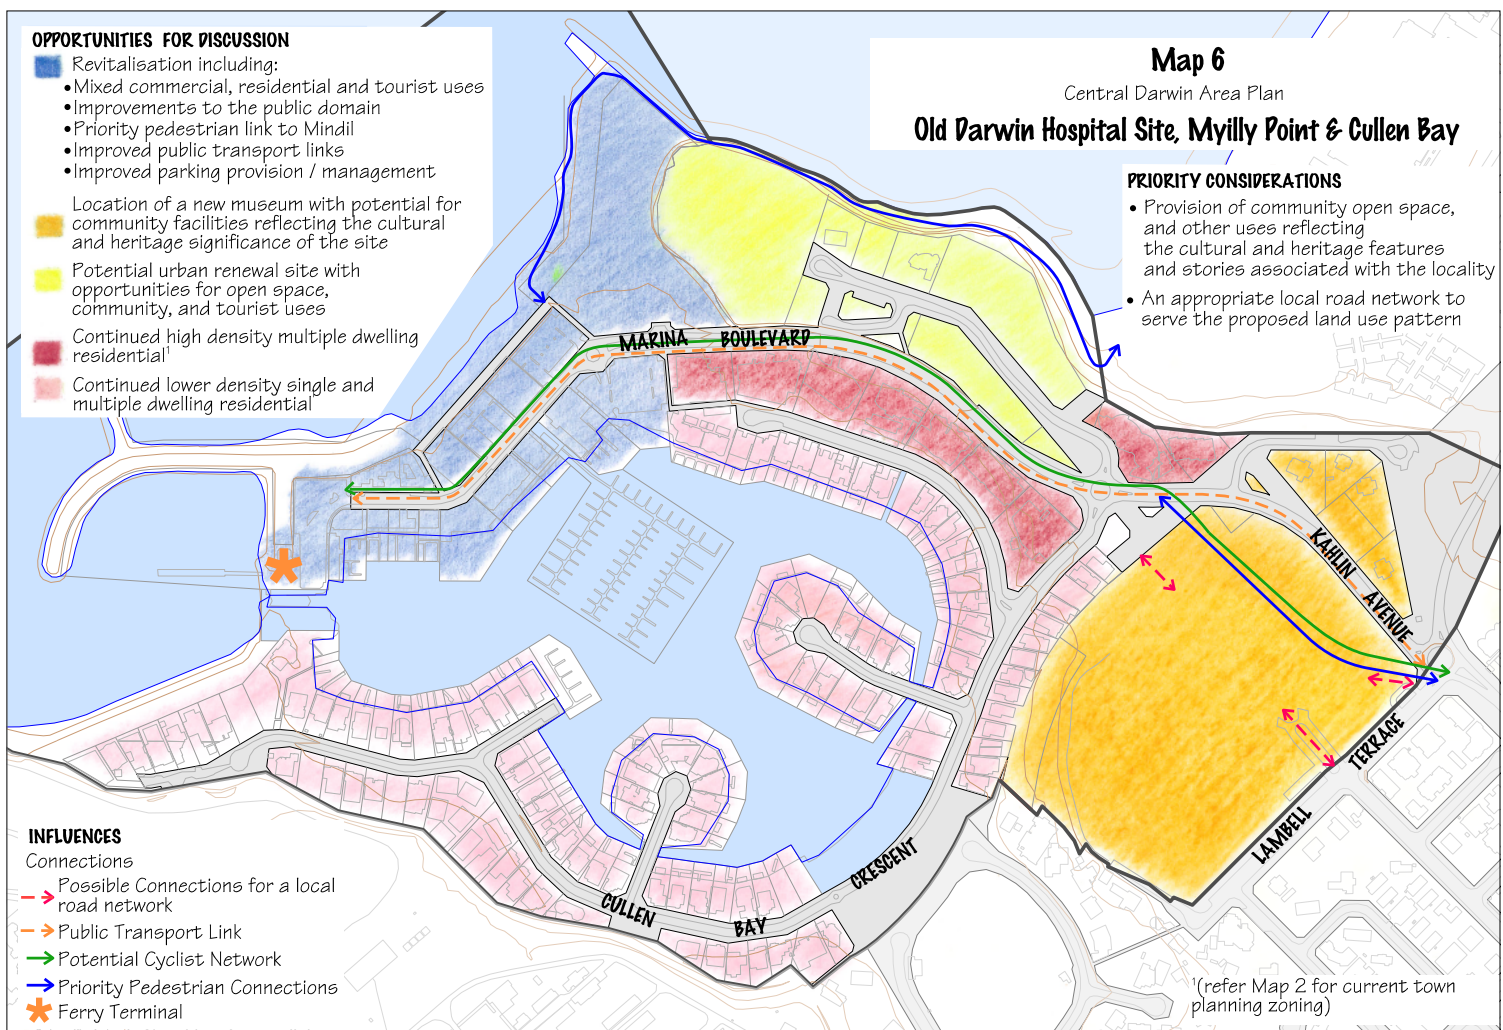 OPPORTUNITIES FOR DISCUSSION
Revitalisation including:
•Mixed commercial, residential and tourist uses
•Improvements to the public domain
•Priority pedestrian link to Mindil
•Improved public transport links
•Improved parking provision / management
Location of a new museum with potential for
community facilities reflecting the cultural
and heritage significance of the site
Potential urban renewal site with
opportunities for open space,
community, and tourist uses
Continued high density multiple dwelling
residential¹
Continued lower density single and
multiple dwelling residential
Map 6
Central Darwin Area Plan
Old Darwin Hospital Site, Myilly Point & Cullen Bay
PRIORITY CONSIDERATIONS
• Provision of community open space,
and other uses reflecting
the cultural and heritage features
and stories associated with the locality
• An appropriate local road network to
serve the proposed land use pattern
MARINA BOULEVARD
KAHLIN AVENUE
LAMBELL TERRACE
CULLEN BAY CRESCENT
INFLUENCES
Connections
Possible Connections for a local
road network
Public Transport Link
Potential Cyclist Network
Priority Pedestrian Connections
Ferry Terminal
¹(refer Map 2 for current town
planning zoning)